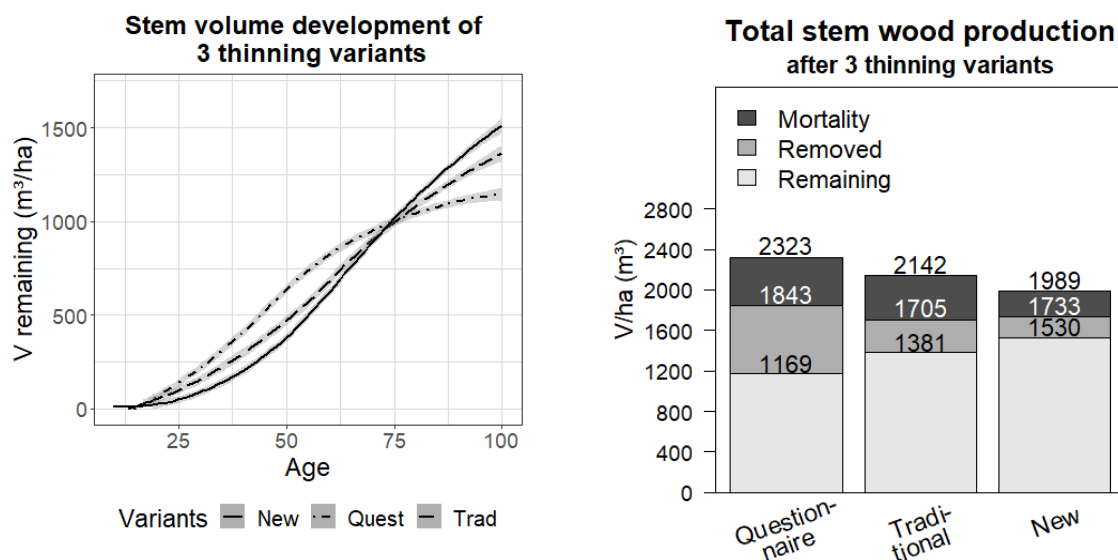 Stem volume development of
3 thinning variants
V remaining (m³/ha)
1500
1000
500
0
25 50 75 100
Age
Variants New Quest Trad
Total stem wood production
after 3 thinning variants
Mortality
Removed
Remaining
V/ha (m³)
2800
2400
2000
1600
1200
800
400
0
2323 2142 1989
1843 1705 1733
1169 1381 1530
Question-
naire
Tradi-
tional
New